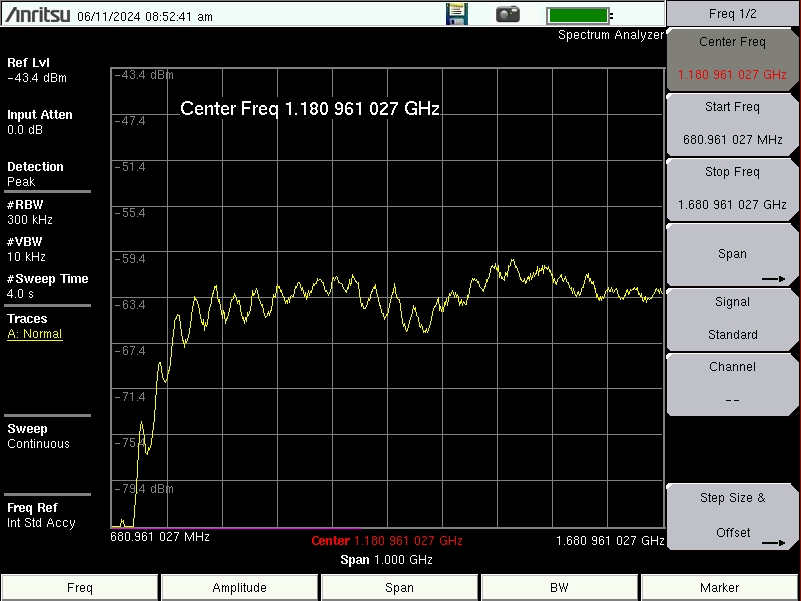 Anritsu 06/11/2024 08:52:41 am
Freq 1/2
Spectrum Analyzer
Ref Lvl
-43.4 dBm
Input Atten
0.0 dB
Detection
Peak
#RBW
300 kHz
#VBW
10 kHz
#Sweep Time
4.0 s
Traces
A: Normal
Sweep
Continuous
Freq Ref
Int Std Accy
-43.4 dBm
Center Freq 1.180 961 027 GHz
-47.4
-51.4
-55.4
-59.4
-63.4
-67.4
-71.4
-75.4
-79.4 dBm
680.961 027 MHz
Center 1.180 961 027 GHz
1.680 961 027 GHz
Span 1.000 GHz
Center Freq
1.180 961 027 GHz
Start Freq
680.961 027 MHz
Stop Freq
1.680 961 027 GHz
Span
Signal
Standard
Channel
--
Step Size &
Offset
Freq
Amplitude
Span
BW
Marker